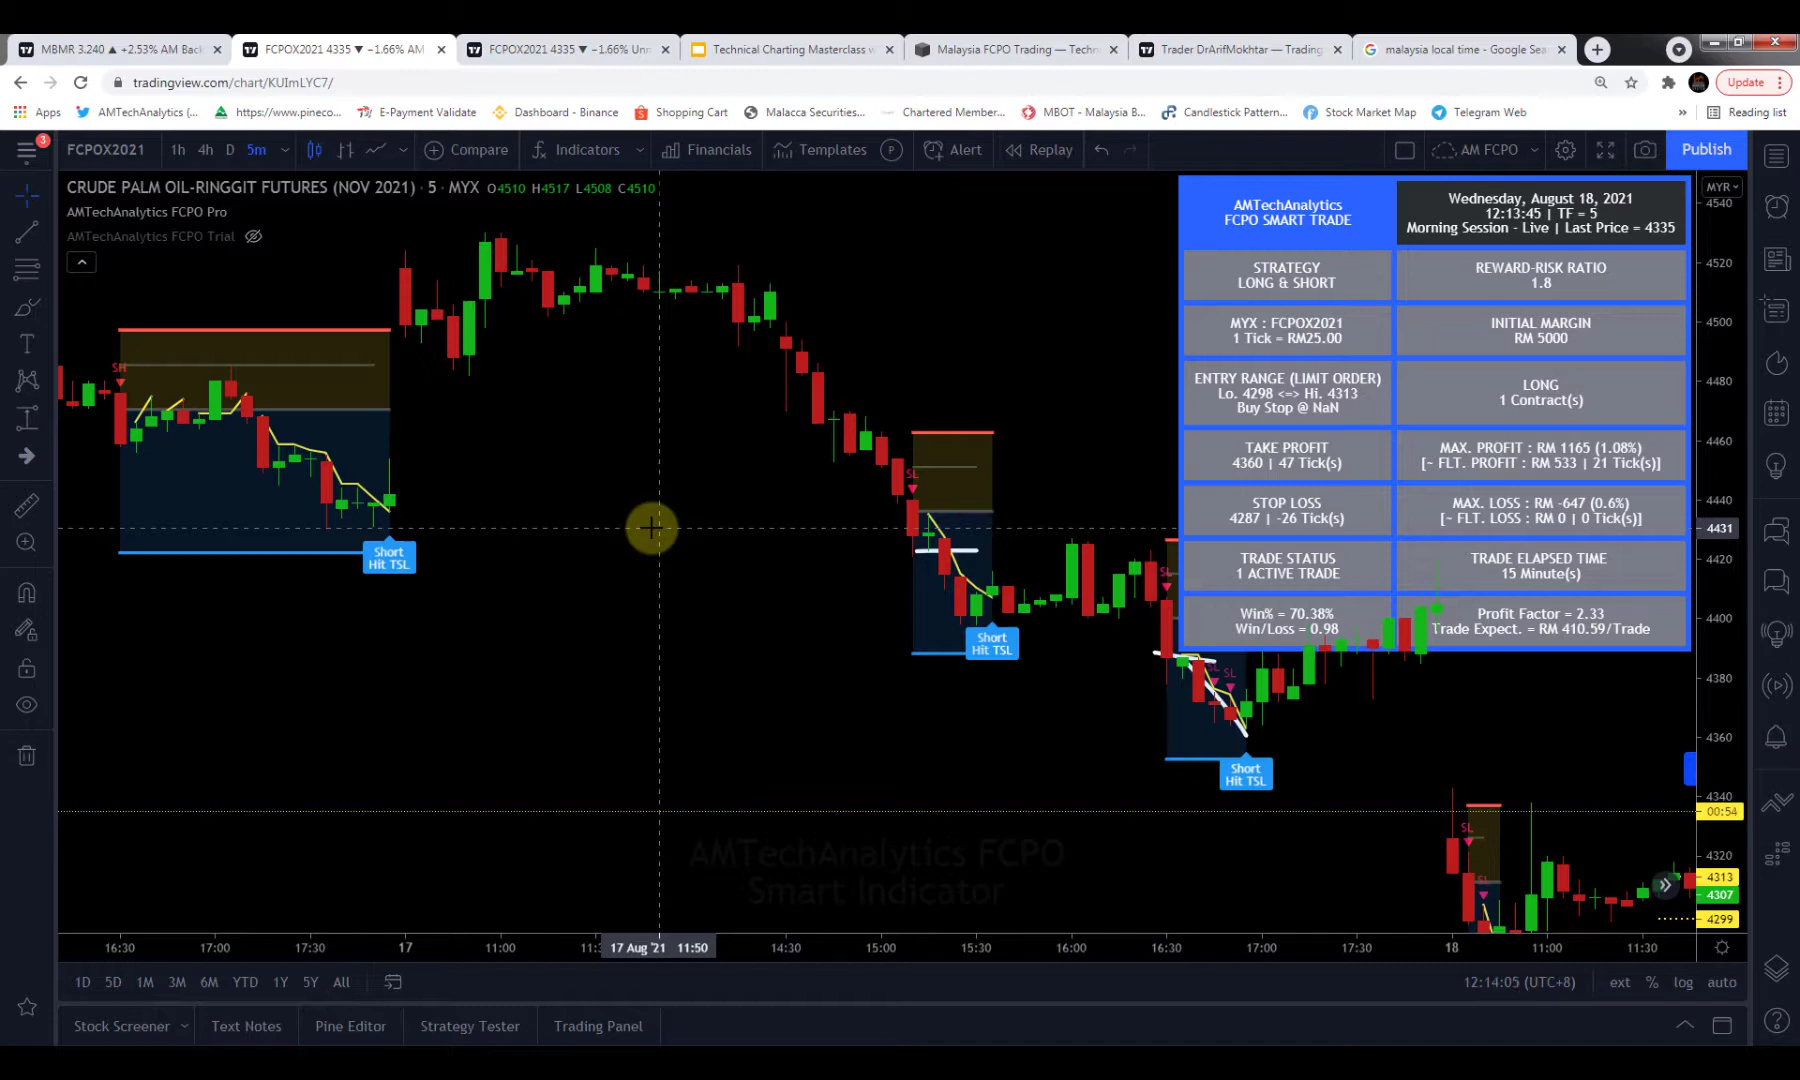 MBMR 3.240 ▲ +2.53% AM Back
FCPOX2021 4335 ▼ −1.66% AM
FCPOX2021 4335 ▼ −1.66% Unn
Technical Charting Masterclass w
Malaysia FCPO Trading — Techn
Trader DrArifMokhtar — Trading
malaysia local time - Google Sea
tradingview.com/chart/KUImLYC7/
Update
Apps
AMTechAnalytics (...
https://www.pineco...
E-Payment Validate
Dashboard - Binance
Shopping Cart
Malacca Securities...
Chartered Member...
MBOT - Malaysia B...
Candlestick Pattern...
Stock Market Map
Telegram Web
»
Reading list
3
FCPOX2021
1h 4h D 5m
Compare
Indicators
Financials
Templates
P
Alert
Replay
AM FCPO
Publish
CRUDE PALM OIL-RINGGIT FUTURES (NOV 2021) · 5 · MYX O4510 H4517 L4508 C4510
AMTechAnalytics FCPO Pro
AMTechAnalytics FCPO Trial
AMTechAnalytics
FCPO SMART TRADE
Wednesday, August 18, 2021
12:13:45 | TF = 5
Morning Session - Live | Last Price = 4335
STRATEGY
LONG & SHORT
REWARD-RISK RATIO
1.8
MYX : FCPOX2021
1 Tick = RM25.00
INITIAL MARGIN
RM 5000
ENTRY RANGE (LIMIT ORDER)
Lo. 4298 <=> Hi. 4313
Buy Stop @ NaN
LONG
1 Contract(s)
TAKE PROFIT
4360 | 47 Tick(s)
MAX. PROFIT : RM 1165 (1.08%)
[~ FLT. PROFIT : RM 533 | 21 Tick(s)]
STOP LOSS
4287 | -26 Tick(s)
MAX. LOSS : RM -647 (0.6%)
[~ FLT. LOSS : RM 0 | 0 Tick(s)]
TRADE STATUS
1 ACTIVE TRADE
TRADE ELAPSED TIME
15 Minute(s)
Win% = 70.38%
Win/Loss = 0.98
Profit Factor = 2.33
Trade Expect. = RM 410.59/Trade
MYR
4540
4520
4500
4480
4460
4440
4431
4420
4400
4380
4360
4340
00:54
4320
4313
4307
4299
SH
Short
Hit TSL
SL
Short
Hit TSL
SL
SL
SL
Short
Hit TSL
SL
SL
AMTechAnalytics FCPO
Smart Indicator
16:30 17:00 17:30 17 11:00 11:3 17 Aug '21 11:50 14:30 15:00 15:30 16:00 16:30 17:00 17:30 18 11:00 11:30
1D 5D 1M 3M 6M YTD 1Y 5Y All
12:14:05 (UTC+8) ext % log auto
Stock Screener
Text Notes
Pine Editor
Strategy Tester
Trading Panel